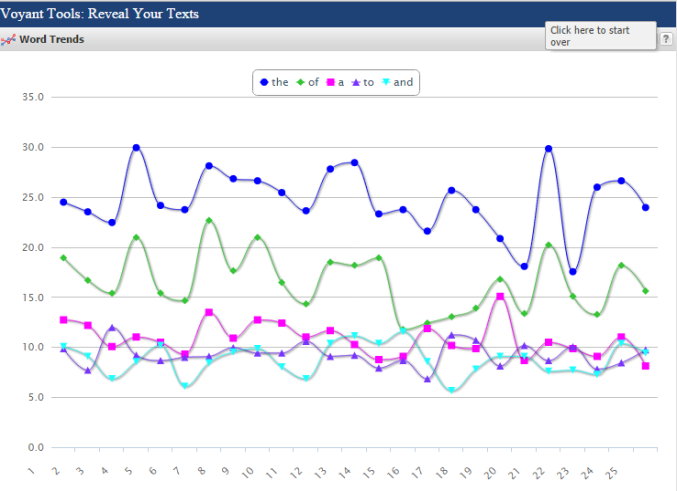 Voyant Tools: Reveal Your Texts
Word Trends
Click here to start
over
?
the of a to and
35.0
30.0
25.0
20.0
15.0
10.0
5.0
0.0
1 2 3 4 5 6 7 8 9 10 11 12 13 14 15 16 17 18 19 20 21 22 23 24 25